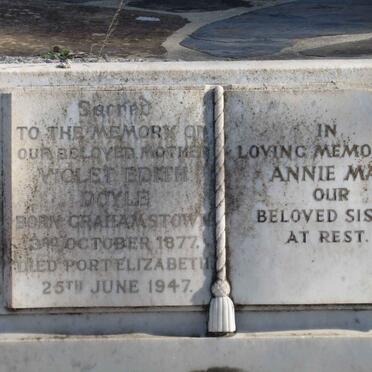 Sacred
TO THE MEMORY OF
OUR BELOVED MOTHER
VIOLET EDITH
DOYLE
BORN GRAHAMSTOWN
3RD OCTOBER 1877.
DIED PORT ELIZABETH
25TH JUNE 1947.
IN
LOVING MEMO
ANNIE MA
OUR
BELOVED SIS
AT REST.